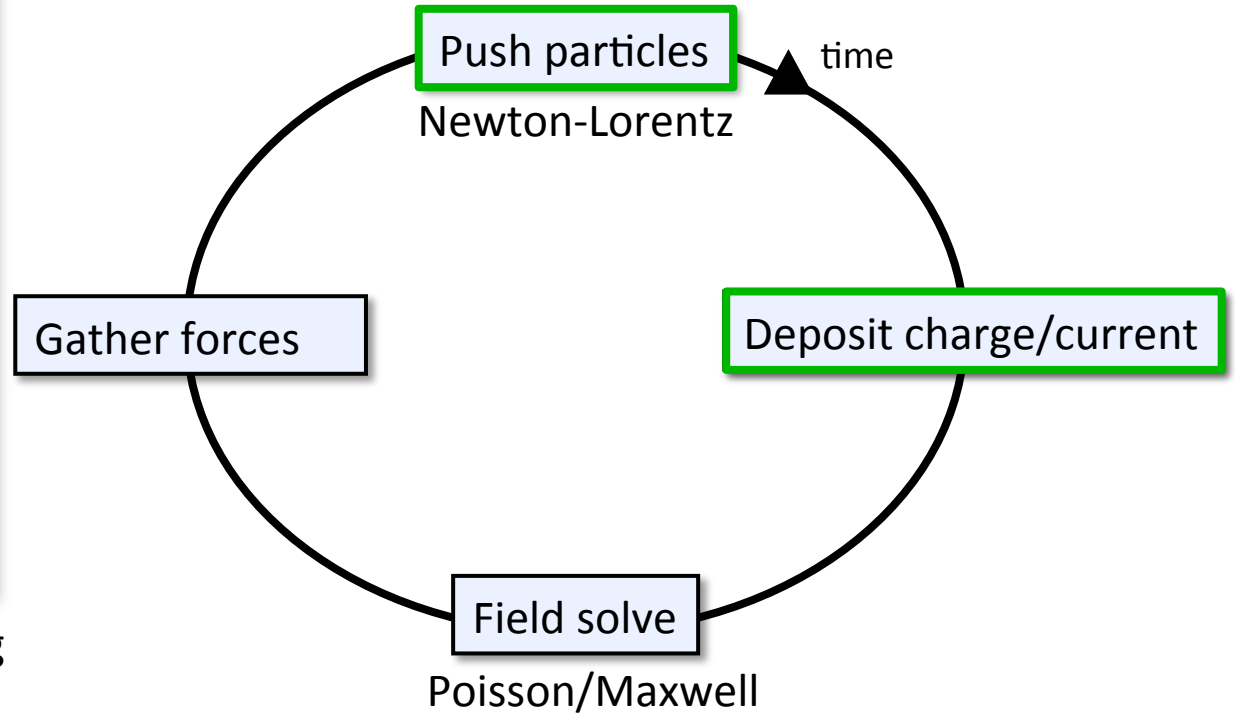 Push particles
time
Newton-Lorentz
Gather forces
Deposit charge/current
Field solve
Poisson/Maxwell